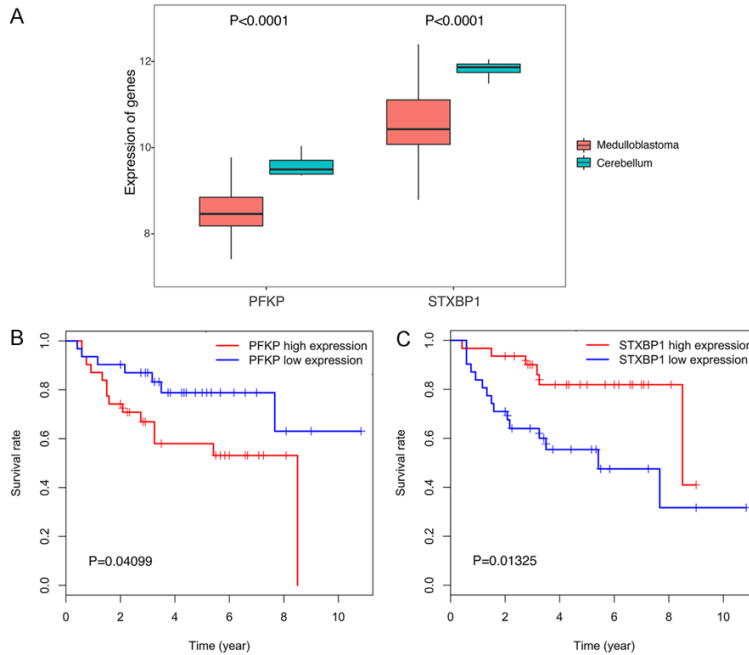 A
P<0.0001
P<0.0001
Expression of genes
12
10
8
PFKP
STXBP1
Medulloblastoma
Cerebellum
B
PFKP high expression
PFKP low expression
Survival rate
1.0
0.8
0.6
0.4
0.2
0.0
P=0.04099
0
2
4
6
8
10
Time (year)
C
STXBP1 high expression
STXBP1 low expression
Survival rate
1.0
0.8
0.6
0.4
0.2
0.0
P=0.01325
0
2
4
6
8
10
Time (year)